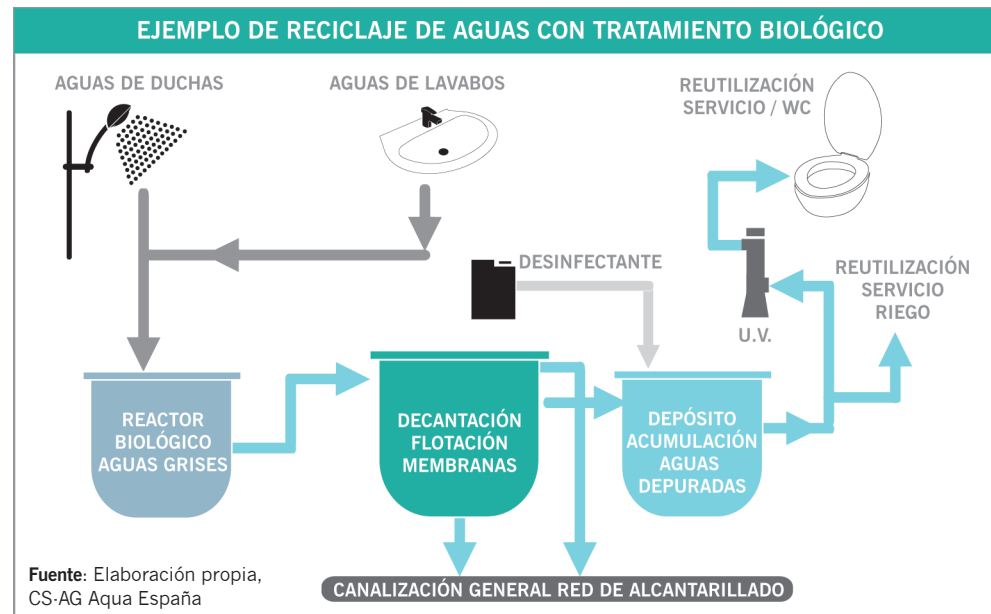 EJEMPLO DE RECICLAJE DE AGUAS CON TRATAMIENTO BIOLÓGICO
AGUAS DE DUCHAS
AGUAS DE LAVABOS
REUTILIZACIÓN
SERVICIO / WC
DESINFECTANTE
U.V.
REUTILIZACIÓN
SERVICIO
RIEGO
REACTOR
BIOLÓGICO
AGUAS GRISES
DECANTACIÓN
FLOTACIÓN
MEMBRANAS
DEPÓSITO
ACUMULACIÓN
AGUAS
DEPURADAS
CANALIZACIÓN GENERAL RED DE ALCANTARILLADO
Fuente: Elaboración propia,
CS-AG Aqua España